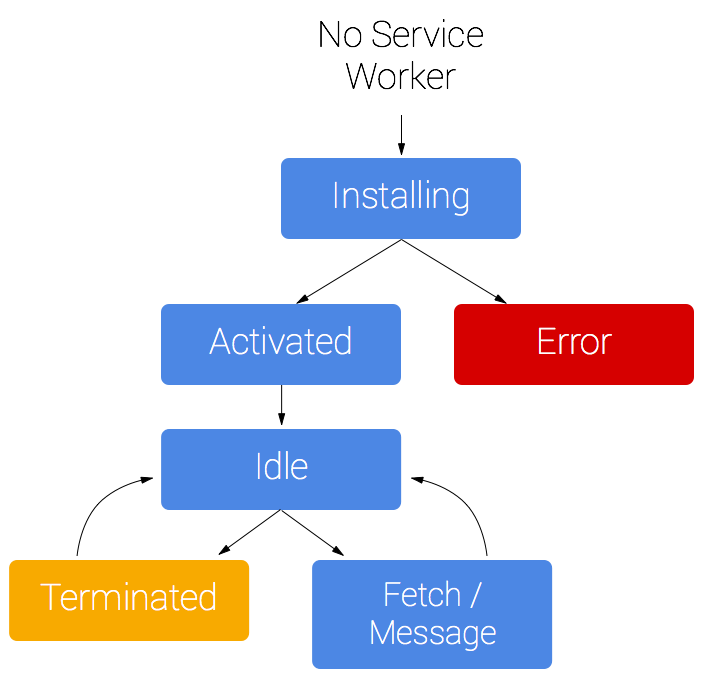 No Service
Worker
Installing
Activated
Error
Idle
Terminated
Fetch /
Message